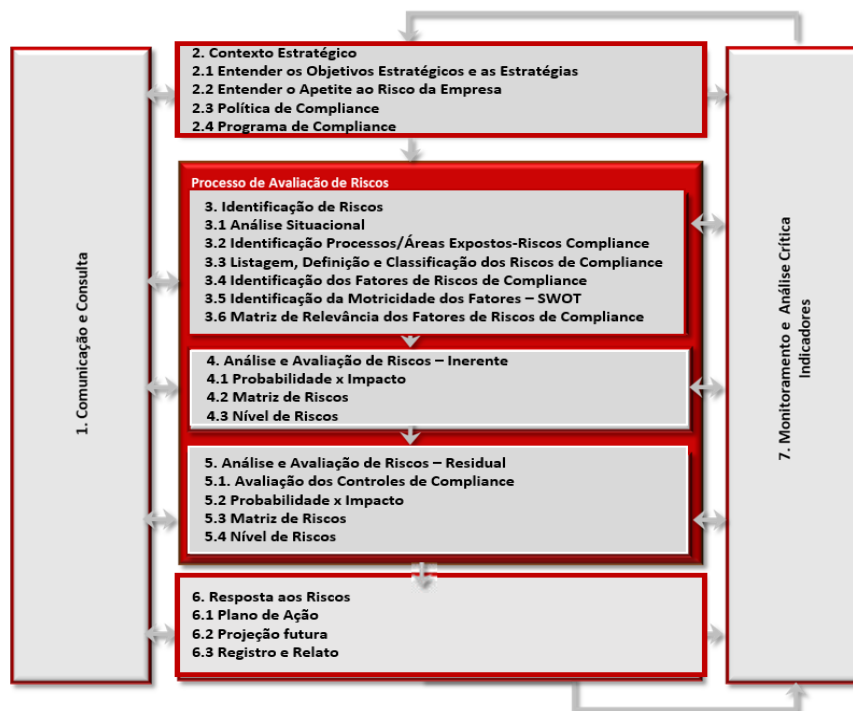 1. Comunicação e Consulta
2. Contexto Estratégico
2.1 Entender os Objetivos Estratégicos e as Estratégias
2.2 Entender o Apetite ao Risco da Empresa
2.3 Política de Compliance
2.4 Programa de Compliance
Processo de Avaliação de Riscos
3. Identificação de Riscos
3.1 Análise Situacional
3.2 Identificação Processos/Áreas Expostos-Riscos Compliance
3.3 Listagem, Definição e Classificação dos Riscos de Compliance
3.4 Identificação dos Fatores de Riscos de Compliance
3.5 Identificação da Motricidade dos Fatores – SWOT
3.6 Matriz de Relevância dos Fatores de Riscos de Compliance
4. Análise e Avaliação de Riscos – Inerente
4.1 Probabilidade x Impacto
4.2 Matriz de Riscos
4.3 Nível de Riscos
5. Análise e Avaliação de Riscos – Residual
5.1. Avaliação dos Controles de Compliance
5.2 Probabilidade x Impacto
5.3 Matriz de Riscos
5.4 Nível de Riscos
6. Resposta aos Riscos
6.1 Plano de Ação
6.2 Projeção futura
6.3 Registro e Relato
7. Monitoramento e Análise Crítica
Indicadores